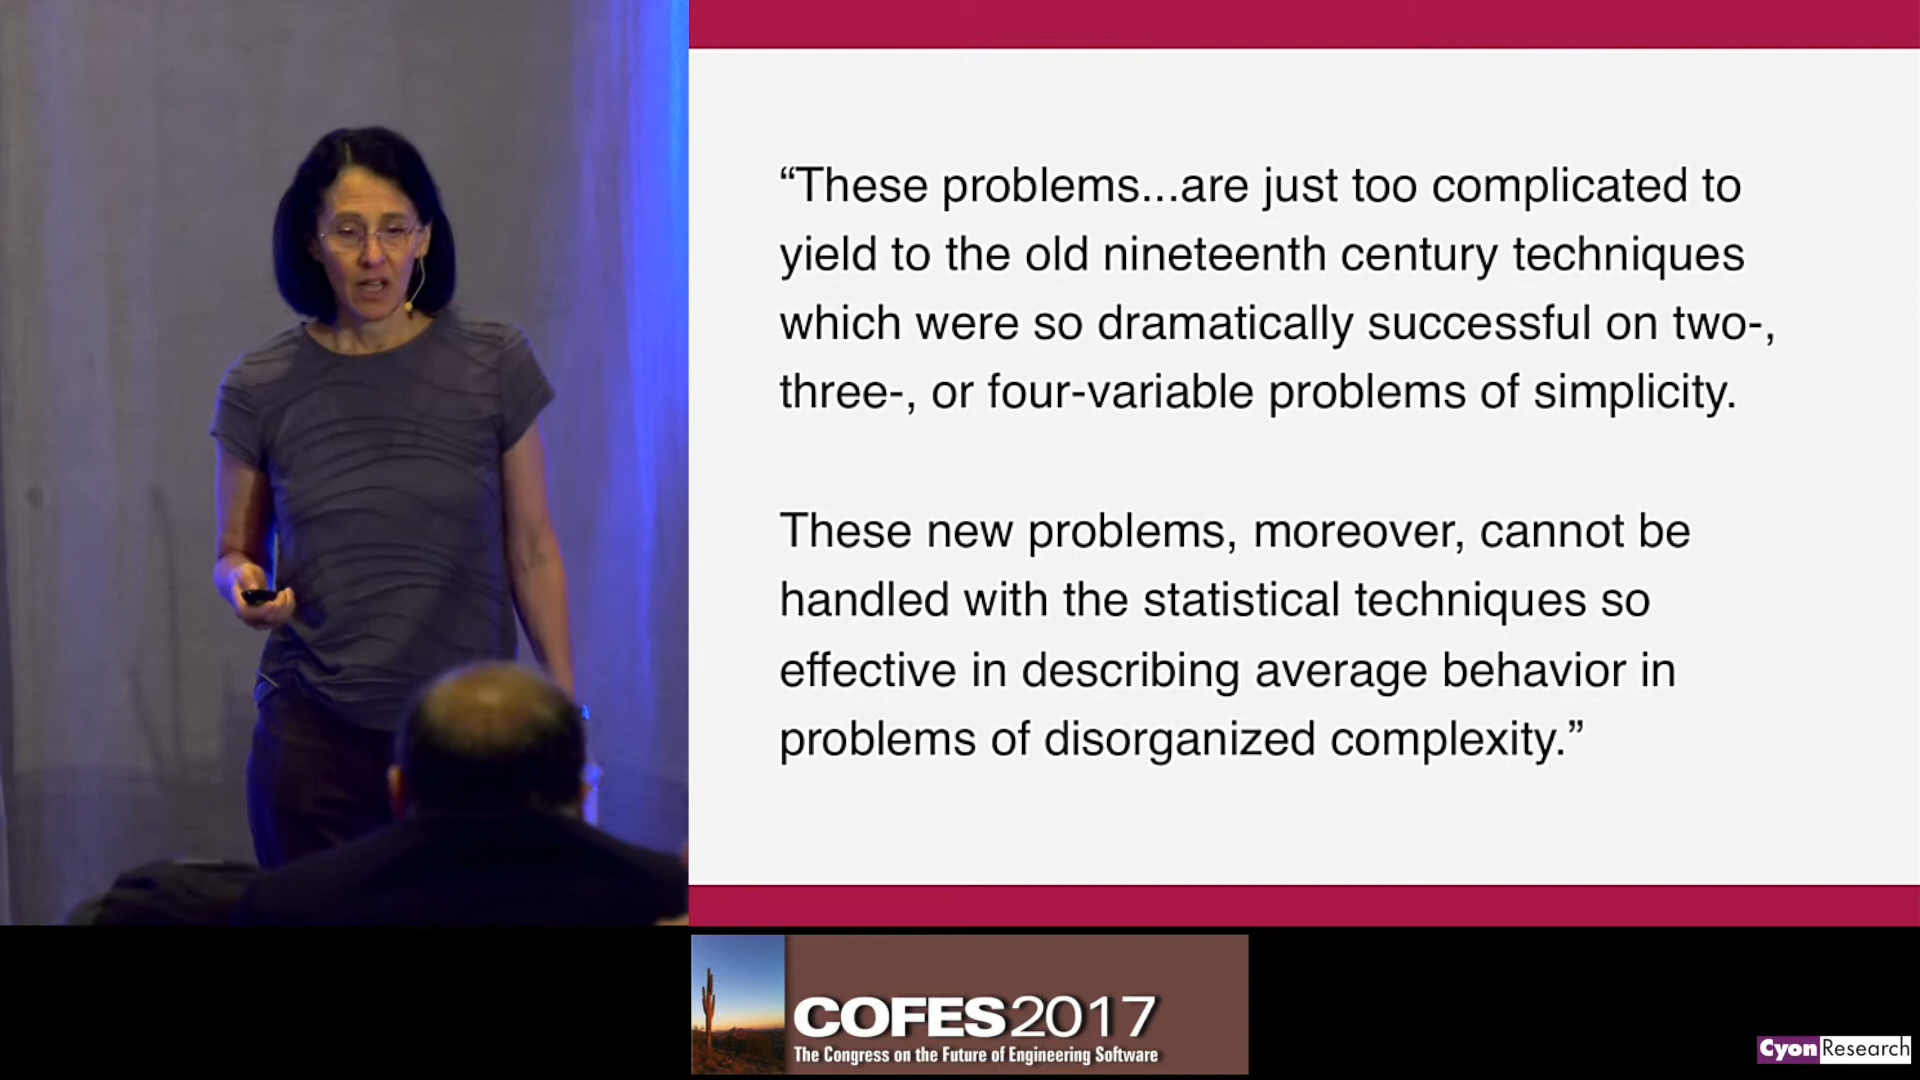 “These problems...are just too complicated to
yield to the old nineteenth century techniques
which were so dramatically successful on two-,
three-, or four-variable problems of simplicity.
These new problems, moreover, cannot be
handled with the statistical techniques so
effective in describing average behavior in
problems of disorganized complexity.”
COFES2017
The Congress on the Future of Engineering Software
CyonResearch